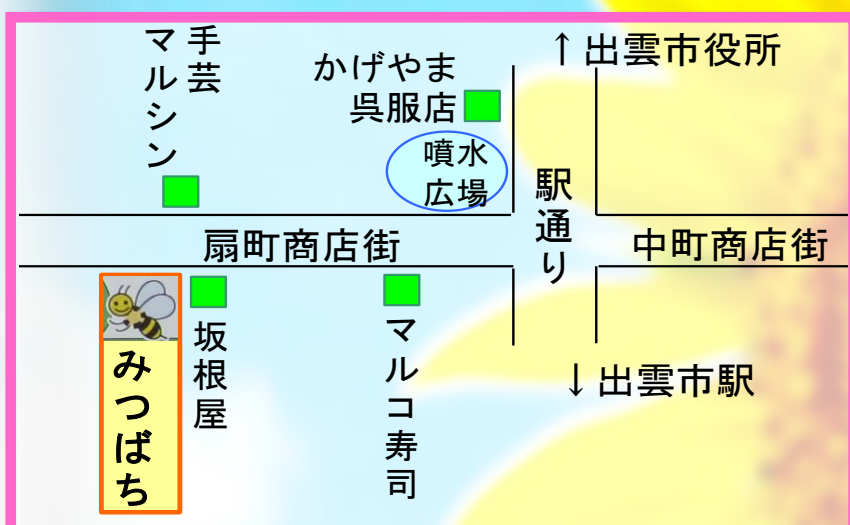 手芸
マルシン
かげやま
呉服店
噴水
広場
↑出雲市役所
駅通り
扇町商店街
中町商店街
みつばち
坂根屋
マルコ寿司
↓出雲市駅